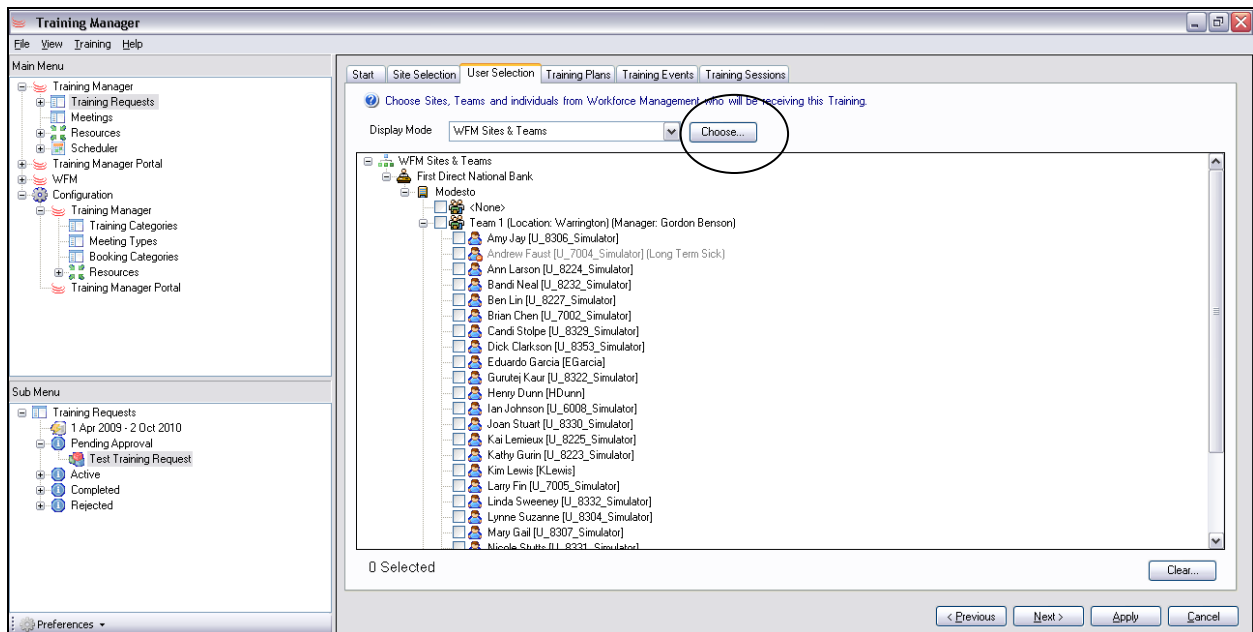 Training Manager
File View Training Help
Main Menu
Training Manager
Training Requests
Meetings
Resources
Scheduler
Training Manager Portal
WFM
Configuration
Training Manager
Training Categories
Meeting Types
Booking Categories
Resources
Training Manager Portal
Sub Menu
Training Requests
1 Apr 2009 - 2 Oct 2010
Pending Approval
Test Training Request
Active
Completed
Rejected
Preferences
Start Site Selection User Selection Training Plans Training Events Training Sessions
Choose Sites, Teams and individuals from Workforce Management who will be receiving this Training.
Display Mode WFM Sites & Teams Choose...
WFM Sites & Teams
First Direct National Bank
Modesto
<None>
Team 1 (Location: Warrington) (Manager: Gordon Benson)
Amy Jay [U_8306_Simulator]
Andrew Faust [U_7004_Simulator] (Long Term Sick)
Ann Larson [U_8224_Simulator]
Bandi Neal [U_8232_Simulator]
Ben Lin [U_8227_Simulator]
Brian Chen [U_7002_Simulator]
Candi Stolpe [U_8329_Simulator]
Dick Clarkson [U_8353_Simulator]
Eduardo Garcia [EGarcia]
Gurutej Kaur [U_8322_Simulator]
Henry Dunn [HDunn]
Ian Johnson [U_6008_Simulator]
Joan Stuart [U_8330_Simulator]
Kai Lemieux [U_8225_Simulator]
Kathy Gurin [U_8223_Simulator]
Kim Lewis [KLewis]
Larry Fin [U_7005_Simulator]
Linda Sweeney [U_8332_Simulator]
Lynne Suzanne [U_8304_Simulator]
Mary Gail [U_8307_Simulator]
Nicole Stutts [U_8331_Simulator]
0 Selected
Clear...
< Previous Next > Apply Cancel